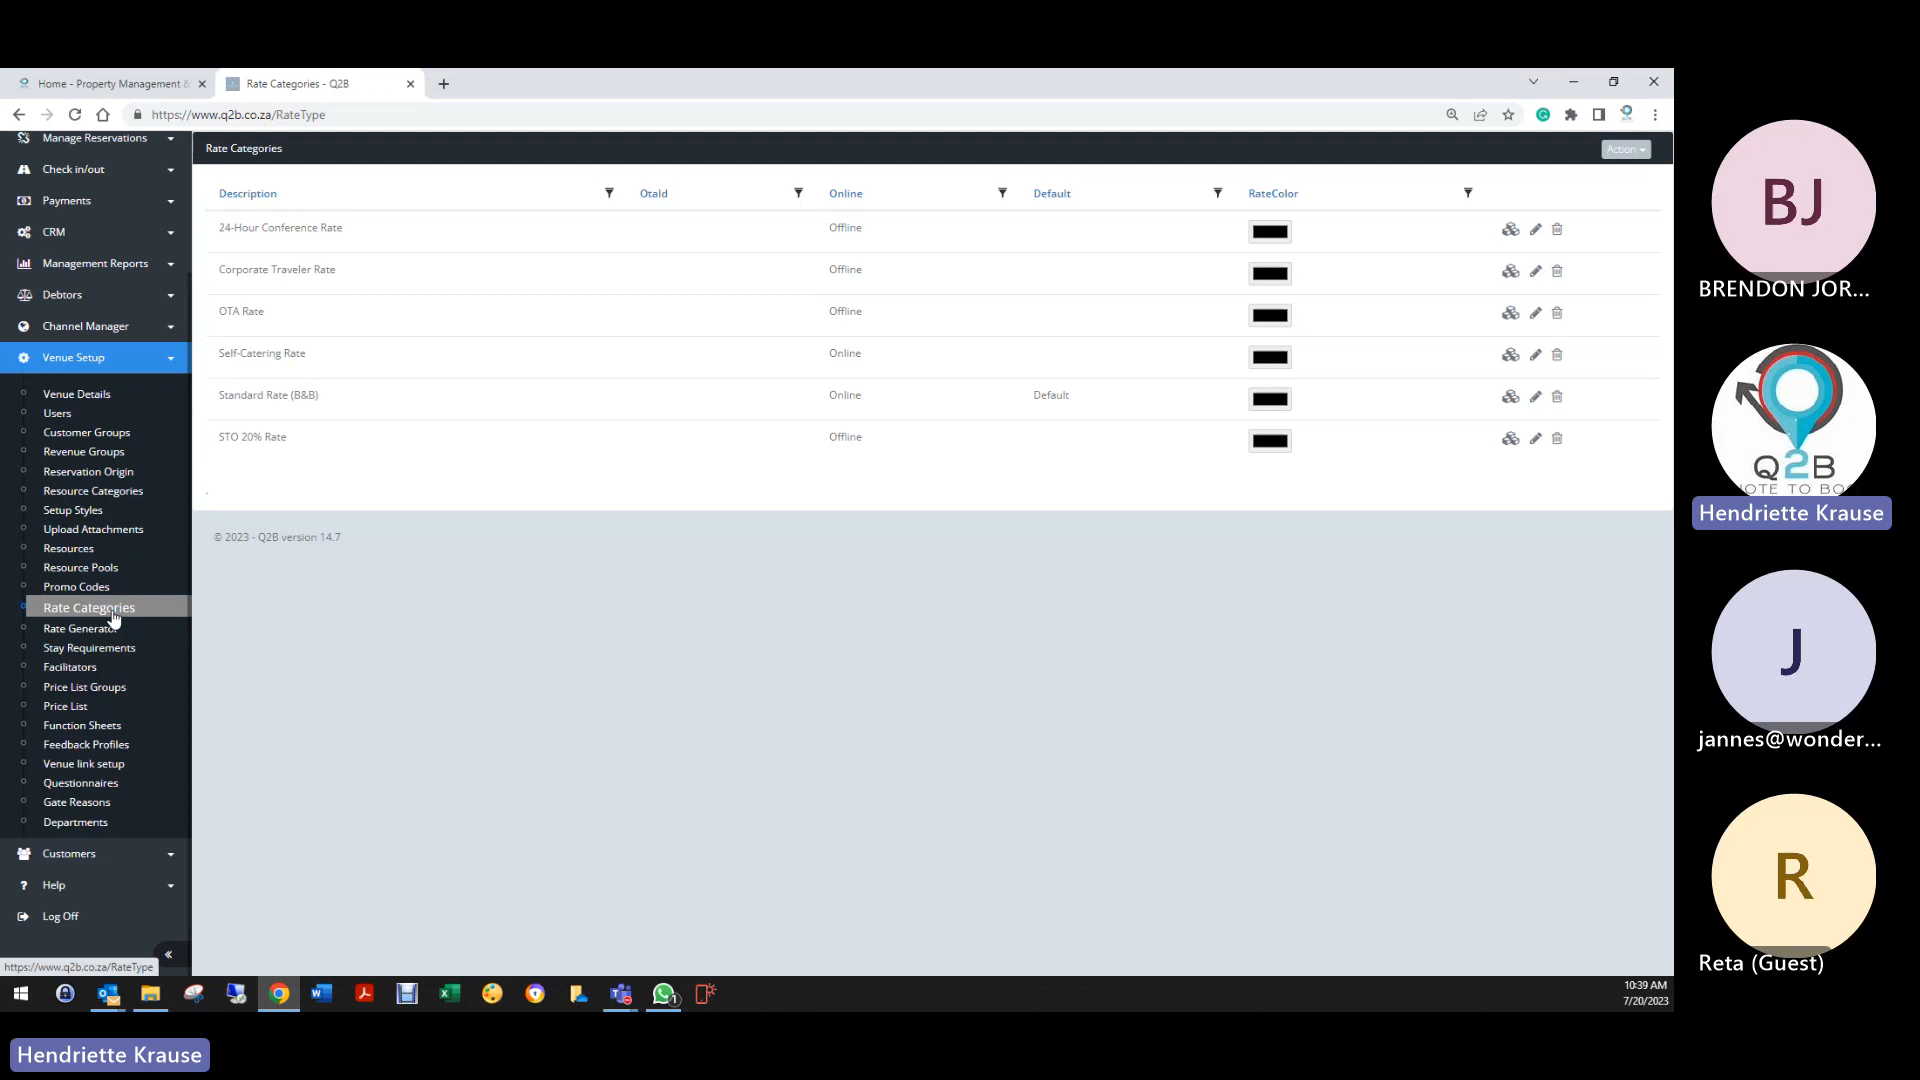 Home - Property Management &
Rate Categories - Q2B
https://www.q2b.co.za/RateType
Manage Reservations
Check in/out
Payments
CRM
Management Reports
Debtors
Channel Manager
Venue Setup
Venue Details
Users
Customer Groups
Revenue Groups
Reservation Origin
Resource Categories
Setup Styles
Upload Attachments
Resources
Resource Pools
Promo Codes
Rate Categories
Rate Generator
Stay Requirements
Facilitators
Price List Groups
Price List
Function Sheets
Feedback Profiles
Venue link setup
Questionnaires
Gate Reasons
Departments
Customers
Help
Log Off
https://www.q2b.co.za/RateType
Rate Categories
Action
Description OtaId Online Default RateColor
24-Hour Conference Rate Offline
Corporate Traveler Rate Offline
OTA Rate Offline
Self-Catering Rate Online
Standard Rate (B&B) Online Default
STO 20% Rate Offline
.
© 2023 - Q2B version 14.7
10:39 AM
7/20/2023
BJ
BRENDON JOR...
Q2B
Hendriette Krause
J
jannes@wonder...
R
Reta (Guest)
Hendriette Krause